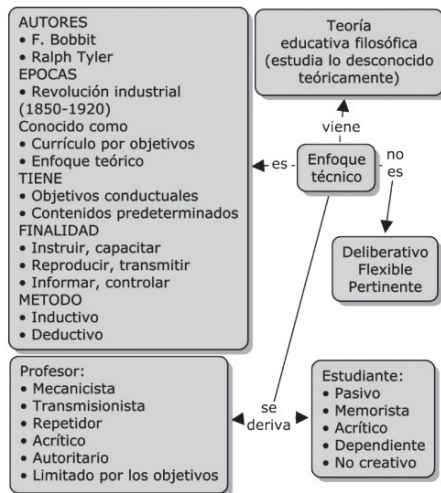 AUTORES
• F. Bobbit
• Ralph Tyler
EPOCAS
• Revolución industrial
(1850-1920)
Conocido como
• Currículo por objetivos
• Enfoque teórico
TIENE
• Objetivos conductuales
• Contenidos predeterminados
FINALIDAD
• Instruir, capacitar
• Reproducir, transmitir
• Informar, controlar
METODO
• Inductivo
• Deductivo
Teoría
educativa filosófica
(estudia lo desconocido
teóricamente)
viene
es
Enfoque
técnico
no
es
Deliberativo
Flexible
Pertinente
Profesor:
• Mecanicista
• Transmisionista
• Repetidor
• Acrítico
• Autoritario
• Limitado por los objetivos
se
deriva
Estudiante:
• Pasivo
• Memorista
• Acrítico
• Dependiente
• No creativo